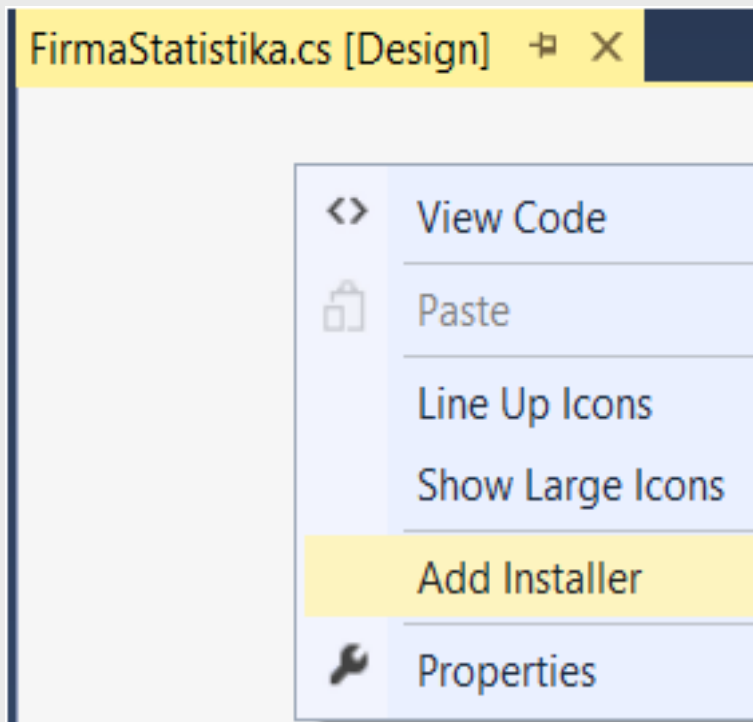 FirmaStatistika.cs [Design]
View Code
Paste
Line Up Icons
Show Large Icons
Add Installer
Properties